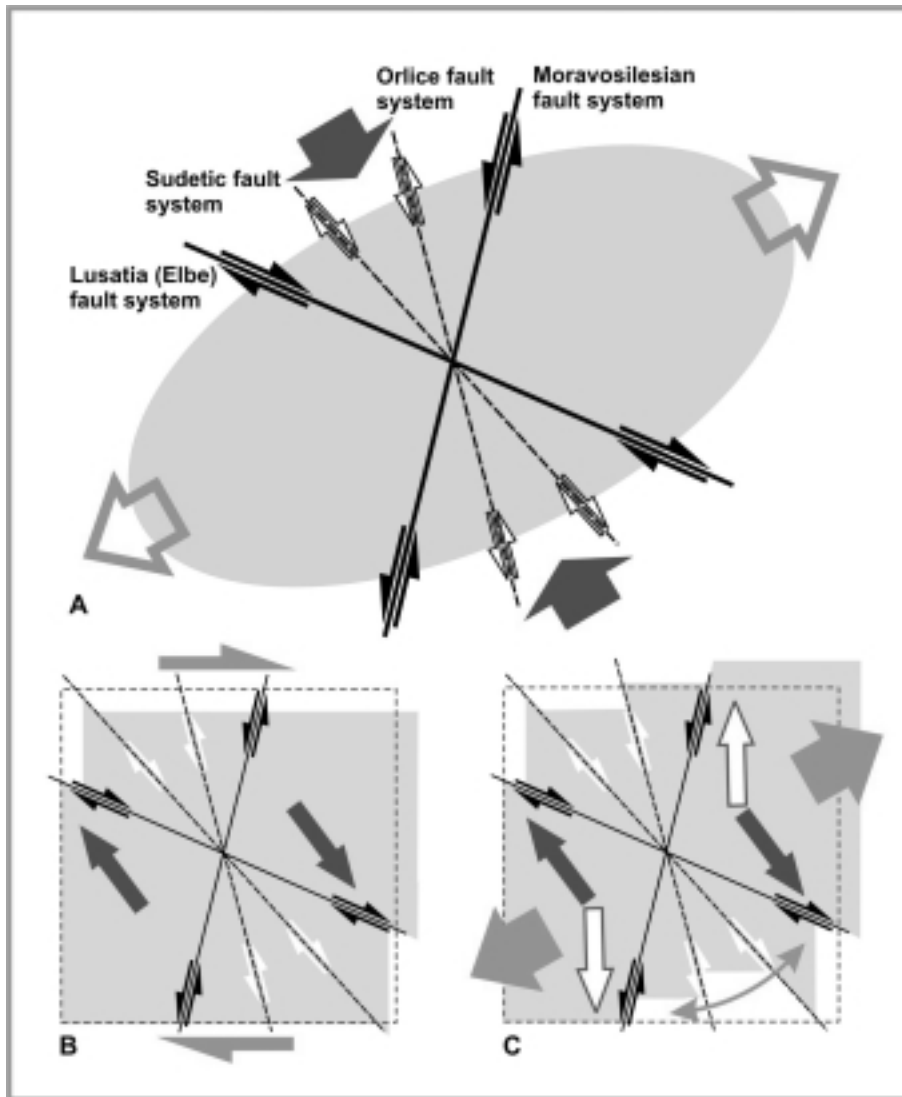 Orlice fault
system
Moravosilesian
fault system
Sudetic fault
system
Lusatia (Elbe)
fault system
A
B
C